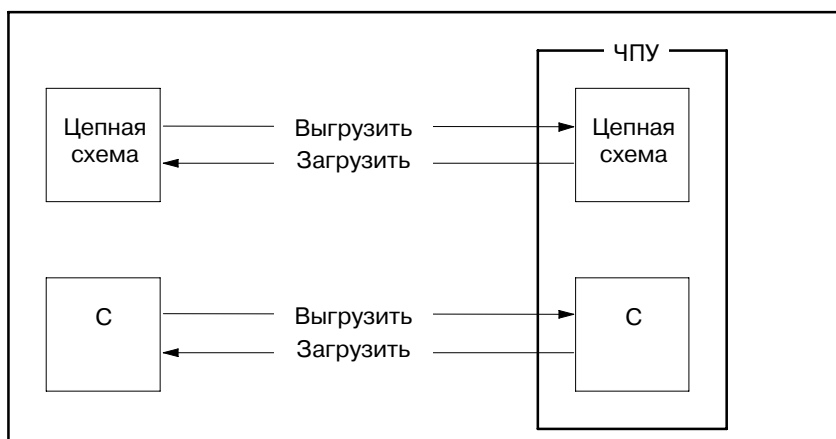 ЧПУ
Цепная
схема
Выгрузить
Загрузить
Цепная
схема
С
Выгрузить
Загрузить
С